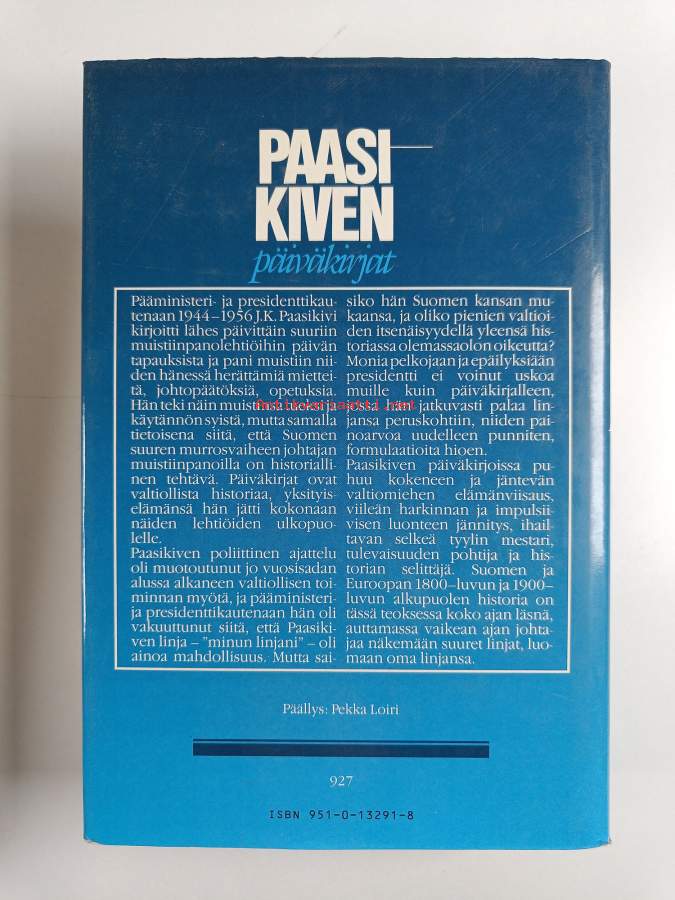 PAASI-
KIVEN
päiväkirjat
Pääministeri- ja presidenttikau-
tenaan 1944–1956 J.K. Paasikivi
kirjoitti lähes päivittäin suuriin
muistiinpanolehtiöihin päivän
tapauksista ja pani muistiin nii-
den hänessä herättämiä miettei-
tä, johtopäätöksiä, opetuksia.
Hän teki näin muistinsa tueksi ja
käytännön syistä, mutta samalla
tietoisena siitä, että Suomen
suuren murrosvaiheen johtajan
muistiinpanoilla on historialli-
nen tehtävä. Päiväkirjat ovat
valtiollista historiaa, yksityis-
elämänsä hän jätti kokonaan
näiden lehtiöiden ulkopuo-
lelle.
Paasikiven poliittinen ajattelu
oli muotoutunut jo vuosisadan
alussa alkaneen valtiollisen toi-
minnan myötä, ja pääministeri-
ja presidenttikautenaan hän oli
vakuuttunut siitä, että Paasiki-
ven linja – "minun linjani" – oli
ainoa mahdollisuus. Mutta sai-
siko hän Suomen kansan mu-
kaansa, ja oliko pienien valtioi-
den itsenäisyydellä yleensä his-
toriassa olemassaolon oikeutta?
Monia pelkojaan ja epäilyksiään
presidentti ei voinut uskoa
muille kuin päiväkirjalleen,
jossa hän jatkuvasti palaa lin-
jansa peruskohtiin, niiden pai-
noarvoa uudelleen punniten,
formulaatioita hioen.
Paasikiven päiväkirjoissa pu-
huu kokeneen ja jäntevän
valtiomiehen elämänviisaus,
viileän harkinnan ja impulsii-
visen luonteen jännitys, ihail-
tavan selkeä tyylin mestari,
tulevaisuuden pohtija ja his-
torian selittäjä. Suomen ja
Euroopan 1800–luvun ja 1900–
luvun alkupuolen historia on
tässä teoksessa koko ajan läsnä,
auttamassa vaikean ajan johta-
jaa näkemään suuret linjat, luo-
maan oma linjansa.
Antikvariaatti.net
Päällys: Pekka Loiri
927
ISBN 951-0-13291-8